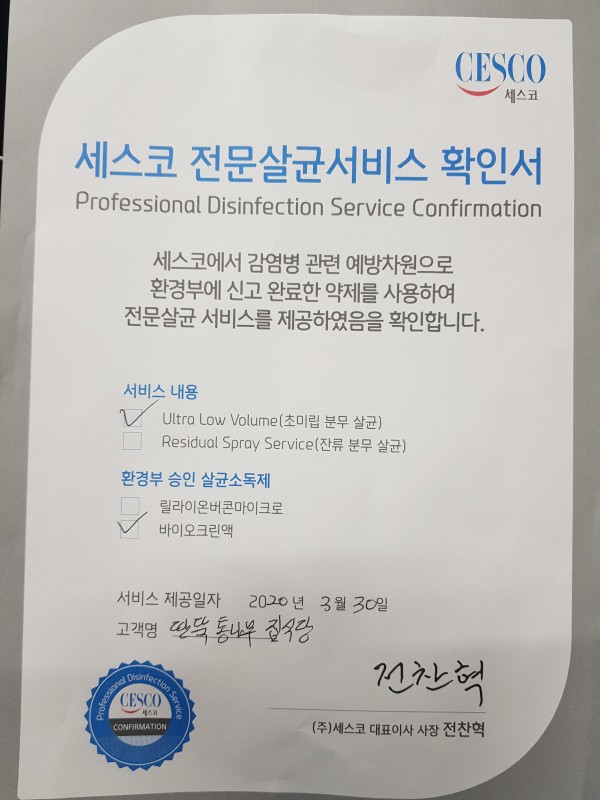 CESCO
세스코
세스코 전문살균서비스 확인서
Professional Disinfection Service Confirmation
세스코에서 감염병 관련 예방차원으로
환경부에 신고 완료한 약제를 사용하여
전문살균 서비스를 제공하였음을 확인합니다.
서비스 내용
Ultra Low Volume(초미립 분무 살균)
Residual Spray Service(잔류 분무 살균)
환경부 승인 살균소독제
릴라이온버콘마이크로
바이오크린액
서비스 제공일자 2020년 3월 30일
고객명 딴뚝 통나무 집식당
전찬혁
(주)세스코 대표이사 사장 전찬혁
Professional Disinfection Service
CESCO
세스코
CONFIRMATION